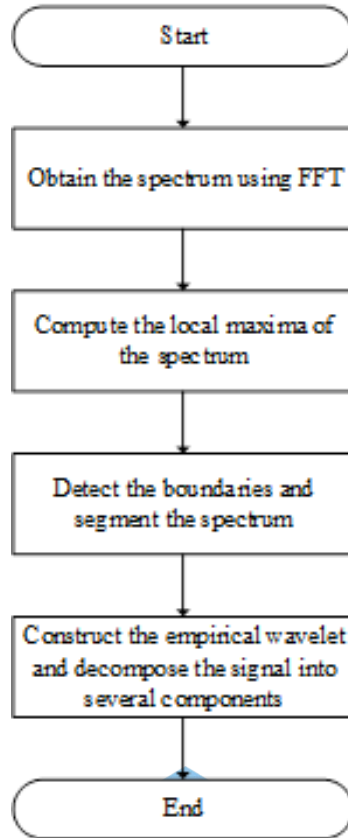 Start
Obtain the spectrum using FFT
Compute the local maxima of
the spectrum
Detect the boundaries and
segment the spectrum
Construct the empirical wavelet
and decompose the signal into
several components
End